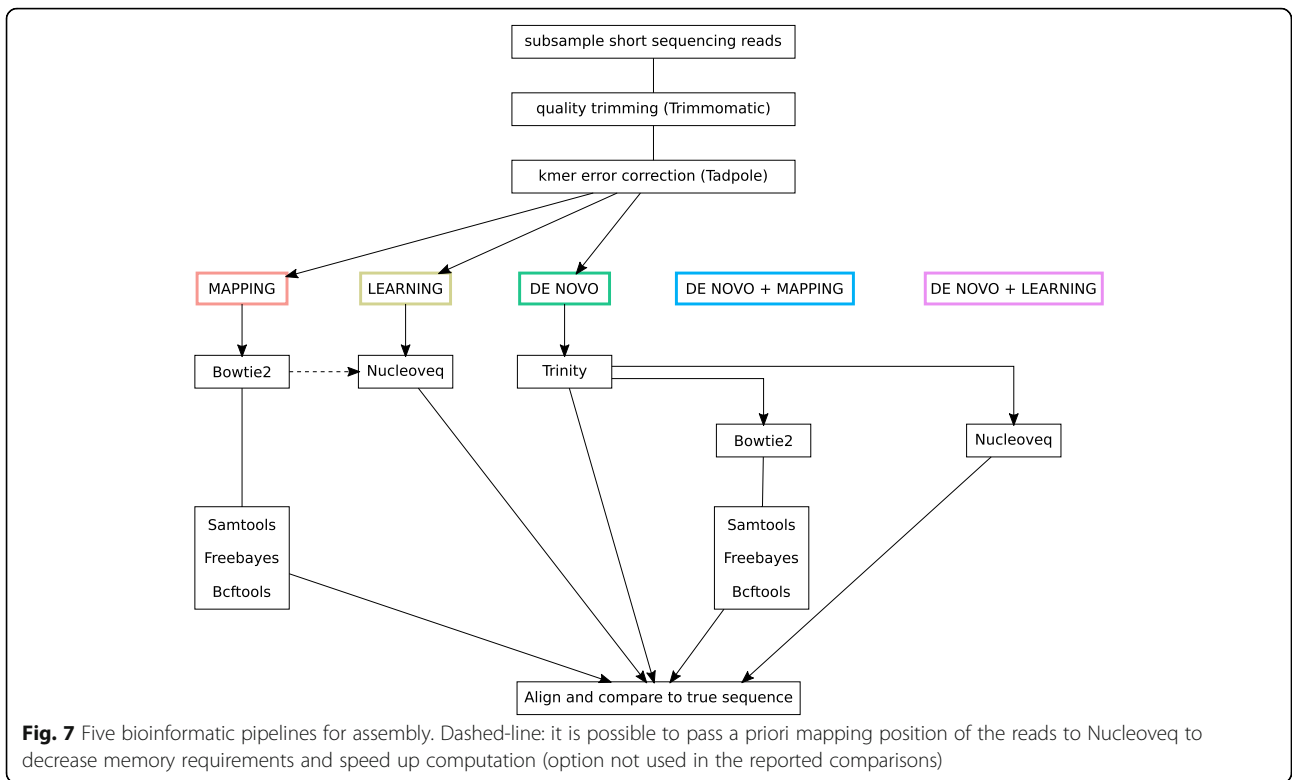 subsample short sequencing reads
quality trimming (Trimmomatic)
kmer error correction (Tadpole)
MAPPING
LEARNING
DE NOVO
DE NOVO + MAPPING
DE NOVO + LEARNING
Bowtie2
Nucleoveq
Trinity
Bowtie2
Nucleoveq
Samtools
Freebayes
Bcftools
Samtools
Freebayes
Bcftools
Align and compare to true sequence
Fig. 7 Five bioinformatic pipelines for assembly. Dashed-line: it is possible to pass a priori mapping position of the reads to Nucleoveq to
decrease memory requirements and speed up computation (option not used in the reported comparisons)